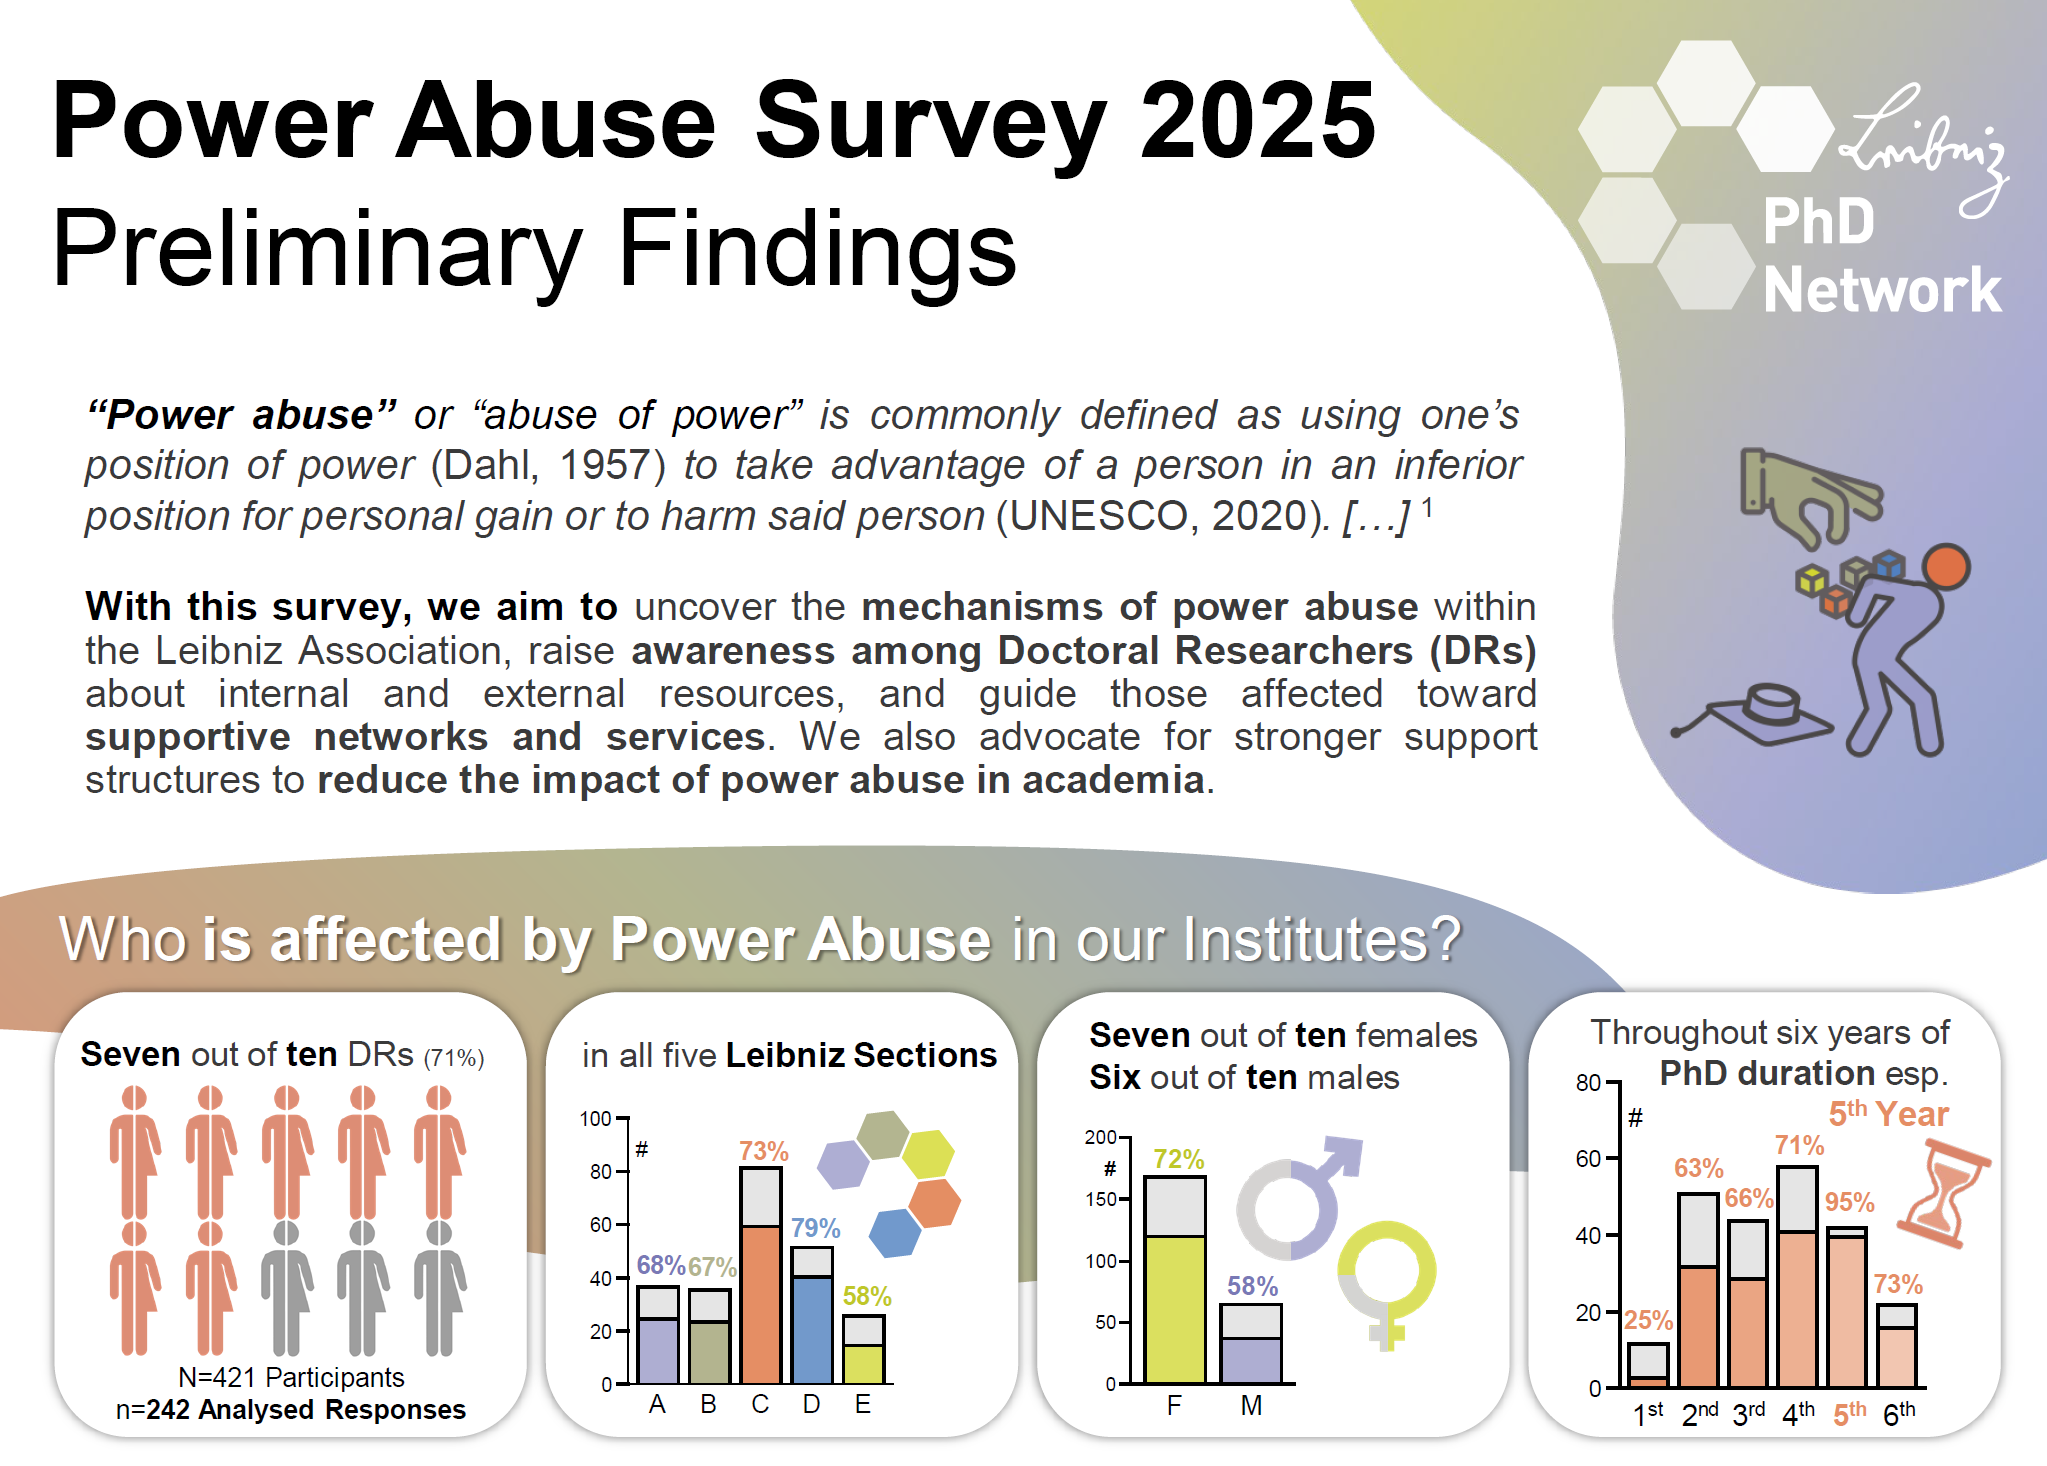 Power Abuse Survey 2025
Preliminary Findings
Leibniz
PhD
Network
“Power abuse” or “abuse of power” is commonly defined as using one’s
position of power (Dahl, 1957) to take advantage of a person in an inferior
position for personal gain or to harm said person (UNESCO, 2020). […] 1
With this survey, we aim to uncover the mechanisms of power abuse within
the Leibniz Association, raise awareness among Doctoral Researchers (DRs)
about internal and external resources, and guide those affected toward
supportive networks and services. We also advocate for stronger support
structures to reduce the impact of power abuse in academia.
Who is affected by Power Abuse in our Institutes?
Seven out of ten DRs (71%)
N=421 Participants
n=242 Analysed Responses
in all five Leibniz Sections
100
80
60
40
20
0
#
68%
67%
73%
79%
58%
A B C D E
Seven out of ten females
Six out of ten males
200
150
100
50
0
#
72%
58%
F M
Throughout six years of
PhD duration esp.
5th Year
80
60
40
20
0
#
25%
63%
66%
71%
95%
73%
1st 2nd 3rd 4th 5th 6th